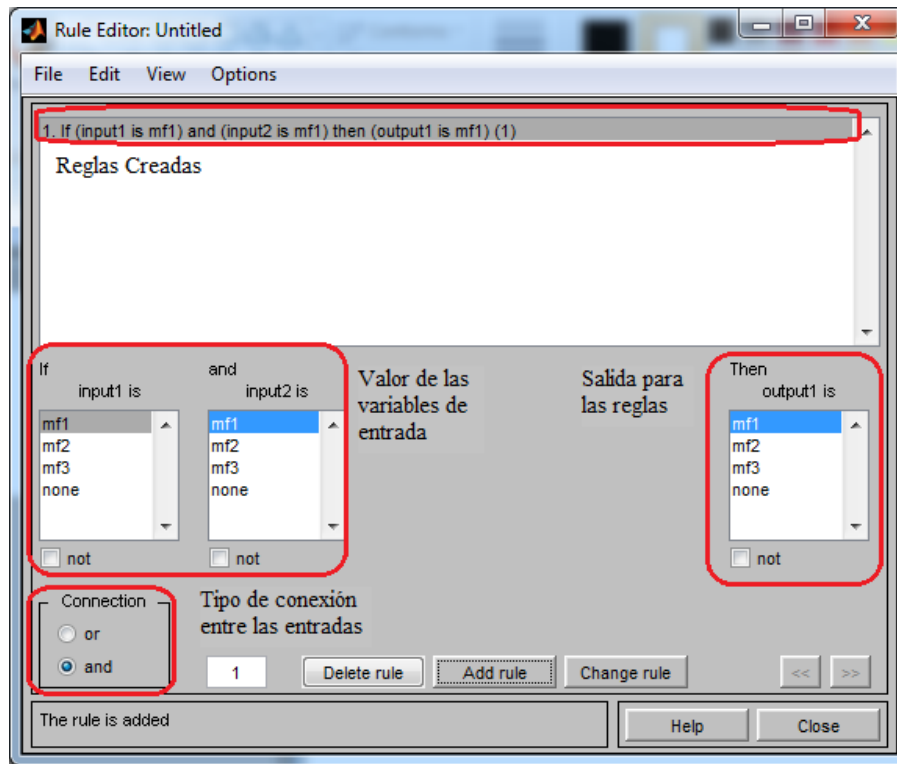 Rule Editor: Untitled
File Edit View Options
1. If (input1 is mf1) and (input2 is mf1) then (output1 is mf1) (1)
Reglas Creadas
If
input1 is
mf1
mf2
mf3
none
not
and
input2 is
mf1
mf2
mf3
none
not
Valor de las
variables de
entrada
Salida para
las reglas
Then
output1 is
mf1
mf2
mf3
none
not
Connection
or
and
Tipo de conexión
entre las entradas
1
Delete rule
Add rule
Change rule
<<
>>
The rule is added
Help
Close